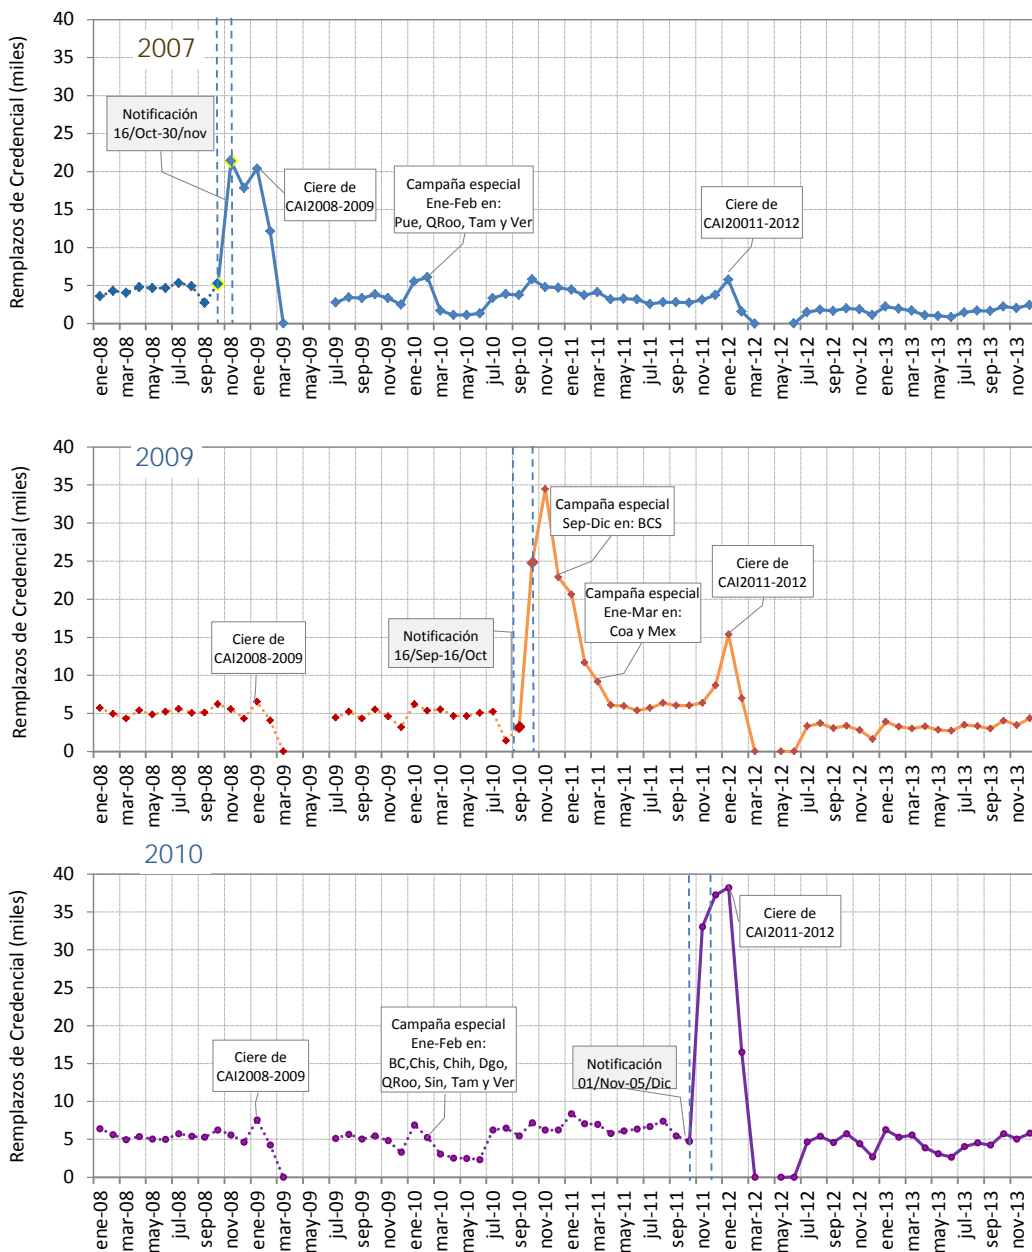 2007
Remplazos de Credencial (miles)
40
35
30
25
20
15
10
5
0
Notificación
16/Oct-30/nov
Ciere de
CAI2008-2009
Campaña especial
Ene-Feb en:
Pue, QRoo, Tam y Ver
Ciere de
CAI20011-2012
ene-08
mar-08
may-08
jul-08
sep-08
nov-08
ene-09
mar-09
may-09
jul-09
sep-09
nov-09
ene-10
mar-10
may-10
jul-10
sep-10
nov-10
ene-11
mar-11
may-11
jul-11
sep-11
nov-11
ene-12
mar-12
may-12
jul-12
sep-12
nov-12
ene-13
mar-13
may-13
jul-13
sep-13
nov-13
2009
Remplazos de Credencial (miles)
40
35
30
25
20
15
10
5
0
Campaña especial
Sep-Dic en: BCS
Ciere de
CAI2011-2012
Campaña especial
Ene-Mar en:
Coa y Mex
Ciere de
CAI2008-2009
Notificación
16/Sep-16/Oct
ene-08
mar-08
may-08
jul-08
sep-08
nov-08
ene-09
mar-09
may-09
jul-09
sep-09
nov-09
ene-10
mar-10
may-10
jul-10
sep-10
nov-10
ene-11
mar-11
may-11
jul-11
sep-11
nov-11
ene-12
mar-12
may-12
jul-12
sep-12
nov-12
ene-13
mar-13
may-13
jul-13
sep-13
nov-13
2010
Remplazos de Credencial (miles)
40
35
30
25
20
15
10
5
0
Ciere de
CAI2011-2012
Campaña especial
Ene-Feb en:
BC,Chis, Chih, Dgo,
QRoo, Sin, Tam y Ver
Ciere de
CAI2008-2009
Notificación
01/Nov-05/Dic
ene-08
mar-08
may-08
jul-08
sep-08
nov-08
ene-09
mar-09
may-09
jul-09
sep-09
nov-09
ene-10
mar-10
may-10
jul-10
sep-10
nov-10
ene-11
mar-11
may-11
jul-11
sep-11
nov-11
ene-12
mar-12
may-12
jul-12
sep-12
nov-12
ene-13
mar-13
may-13
jul-13
sep-13
nov-13